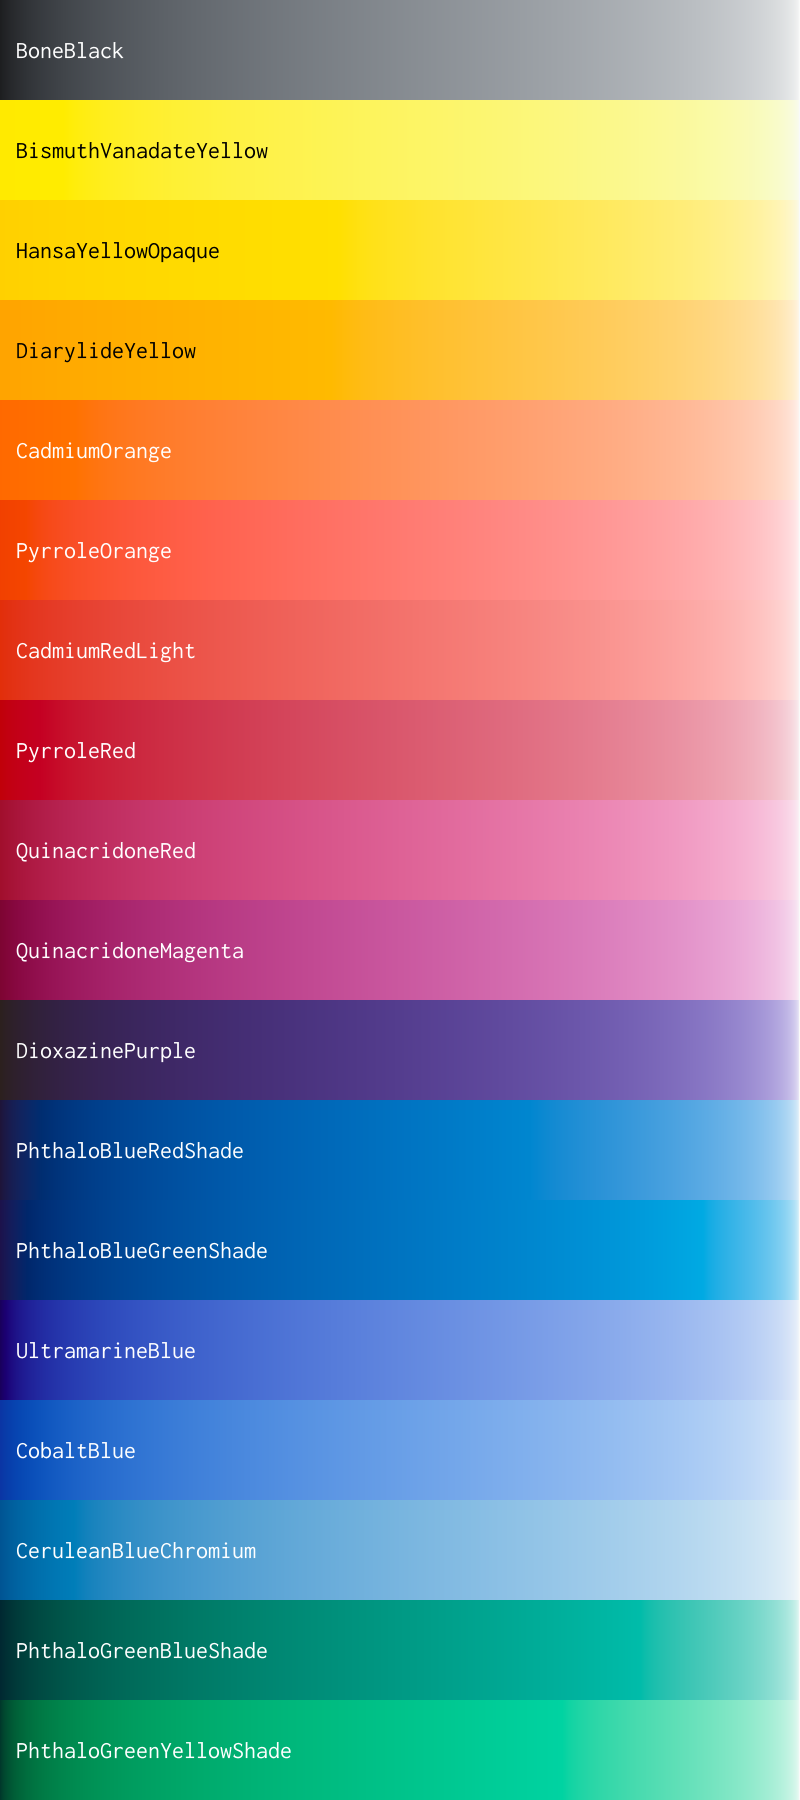 BoneBlack
BismuthVanadateYellow
HansaYellowOpaque
DiarylideYellow
CadmiumOrange
PyrroleOrange
CadmiumRedLight
PyrroleRed
QuinacridoneRed
QuinacridoneMagenta
DioxazinePurple
PhthaloBlueRedShade
PhthaloBlueGreenShade
UltramarineBlue
CobaltBlue
CeruleanBlueChromium
PhthaloGreenBlueShade
PhthaloGreenYellowShade